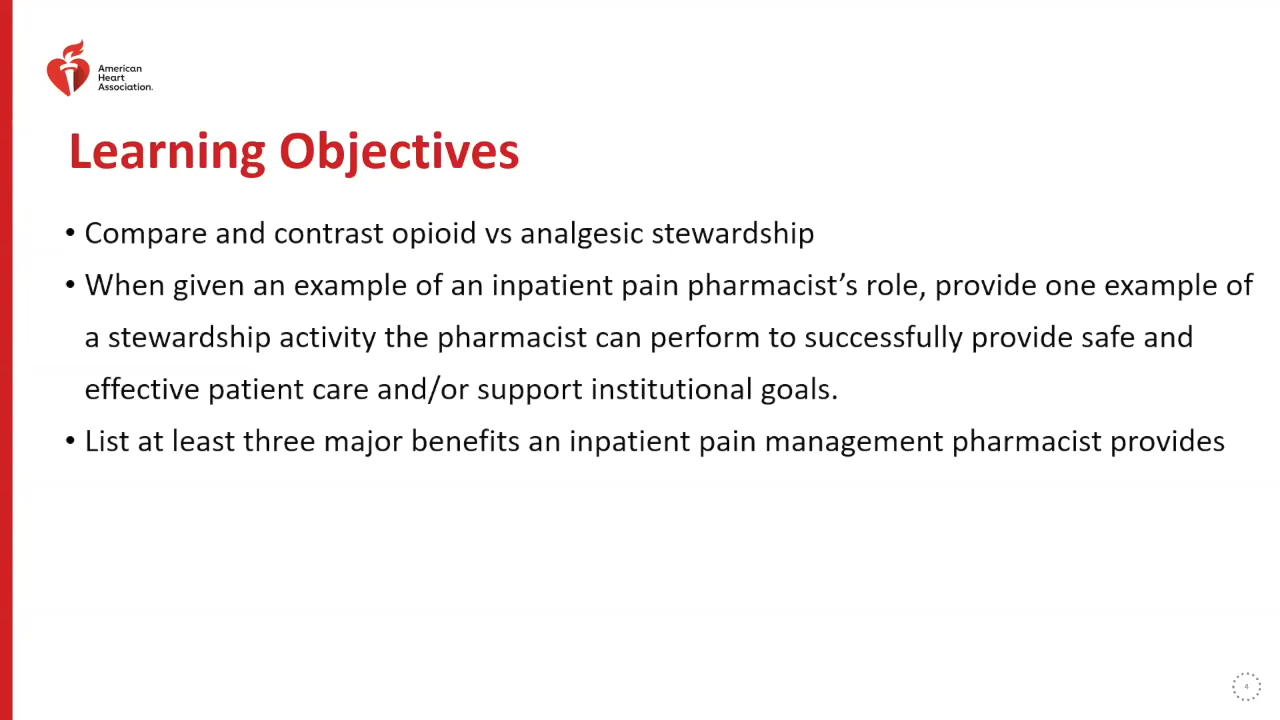 American
Heart
Association.
Learning Objectives
• Compare and contrast opioid vs analgesic stewardship
• When given an example of an inpatient pain pharmacist’s role, provide one example of
a stewardship activity the pharmacist can perform to successfully provide safe and
effective patient care and/or support institutional goals.
• List at least three major benefits an inpatient pain management pharmacist provides
4